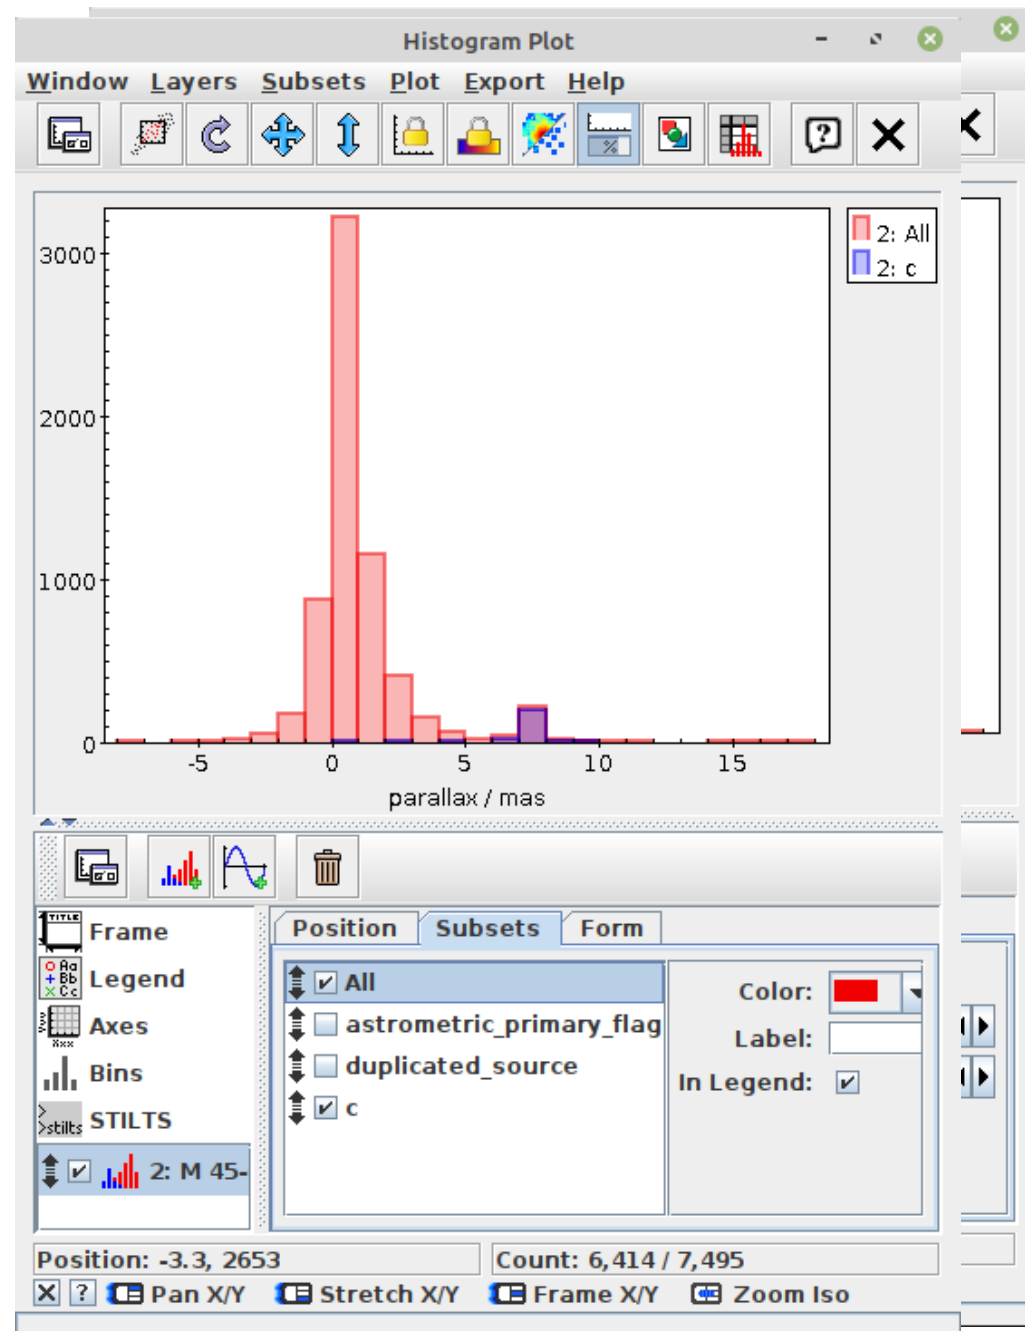 Histogram Plot
Window Layers Subsets Plot Export Help
3000
2000
1000
0
-5 0 5 10 15
parallax / mas
2: All
2: c
TITLE
Frame
Legend
Axes
Bins
>stilts STILTS
2: M 45-
Position Subsets Form
All
astrometric_primary_flag
duplicated_source
c
Color:
Label:
In Legend:
Position: -3.3, 2653
Count: 6,414 / 7,495
Pan X/Y Stretch X/Y Frame X/Y Zoom Iso